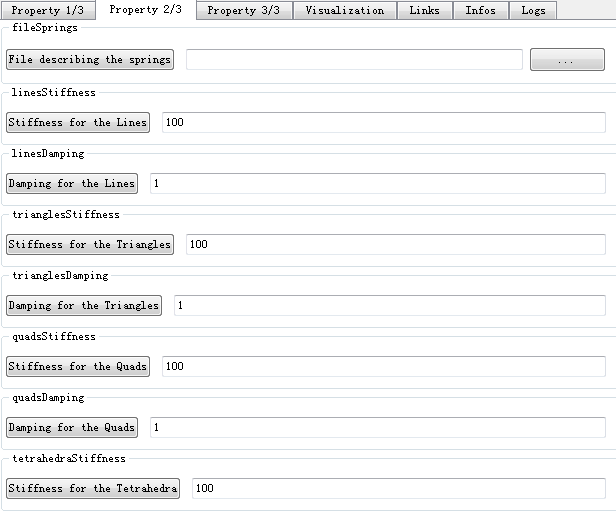 Property 1/3 Property 2/3 Property 3/3 Visualization Links Infos Logs
fileSprings
File describing the springs ...
linesStiffness
Stiffness for the Lines 100
linesDamping
Damping for the Lines 1
trianglesStiffness
Stiffness for the Triangles 100
trianglesDamping
Damping for the Triangles 1
quadsStiffness
Stiffness for the Quads 100
quadsDamping
Damping for the Quads 1
tetrahedraStiffness
Stiffness for the Tetrahedra 100